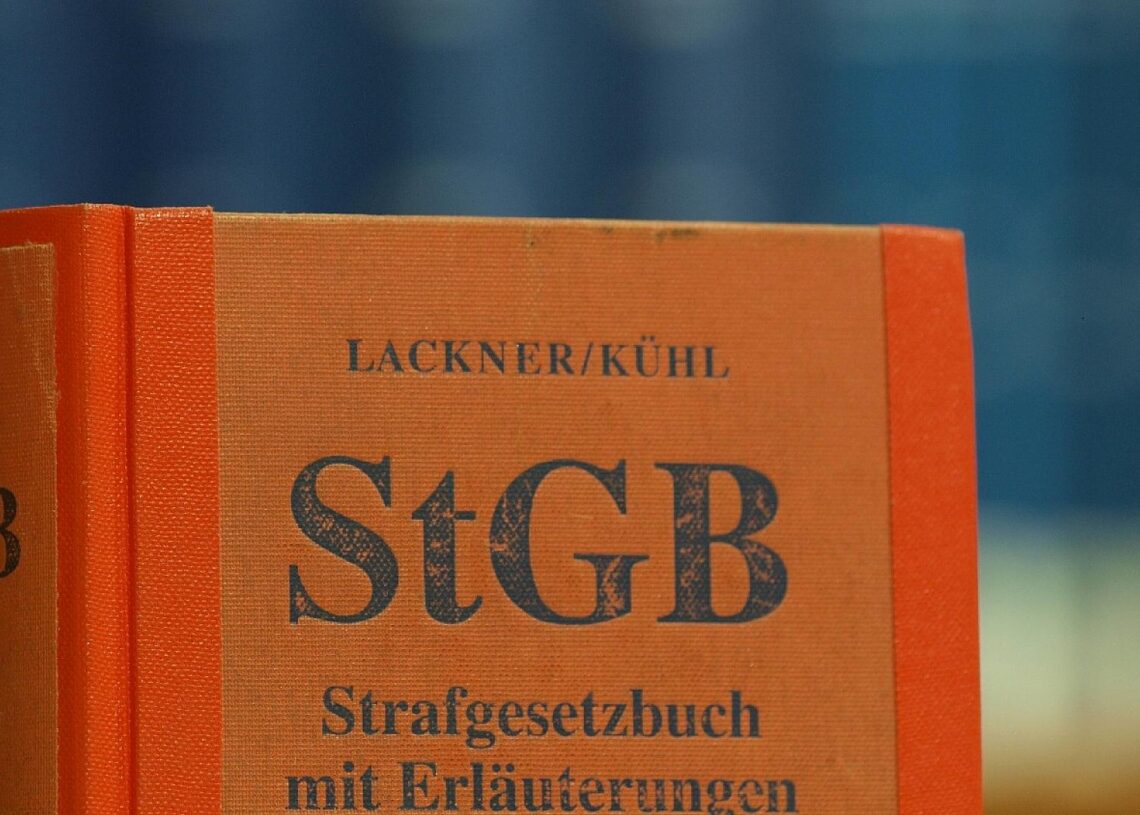 LACKNER/KÜHL
StGB
Strafgesetzbuch
mit Erläuterungen
B